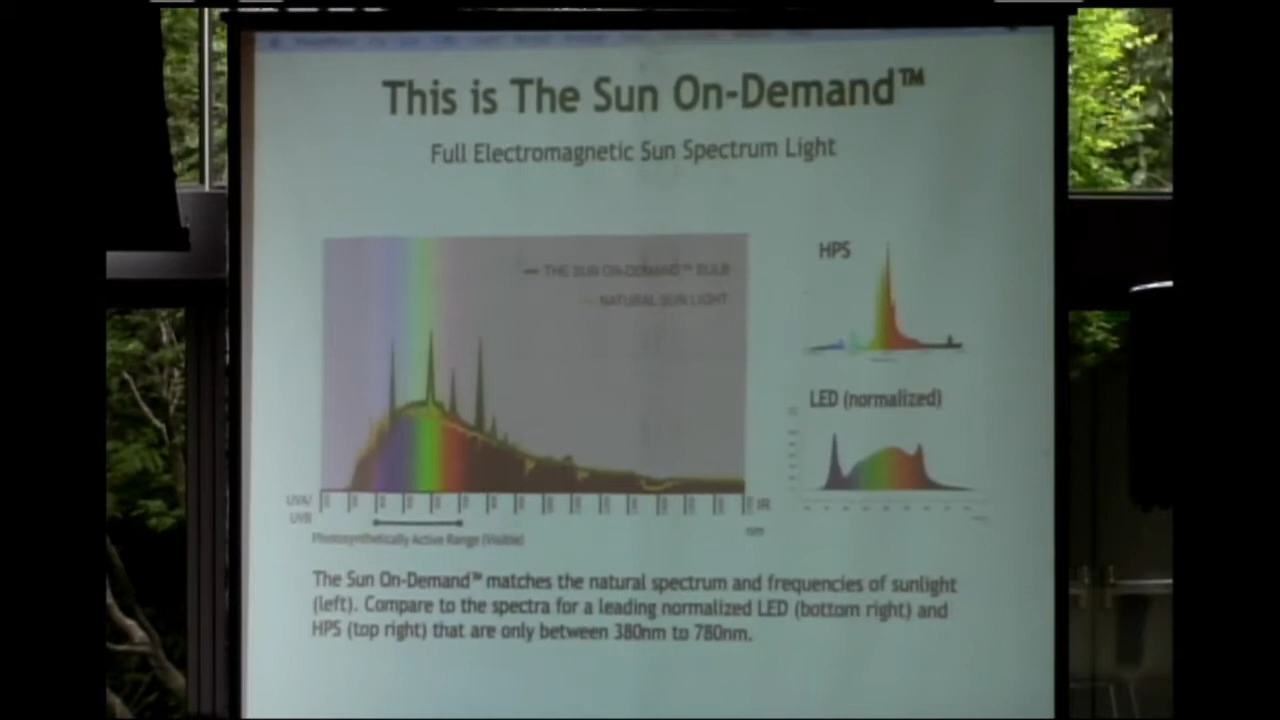 This is The Sun On-Demand™
Full Electromagnetic Sun Spectrum Light
THE SUN ON-DEMAND™ BULB
NATURAL SUN LIGHT
HPS
LED (normalized)
UVA/
UVB
IR
nm
Photosynthetically Active Range (Visible)
The Sun On-Demand™ matches the natural spectrum and frequencies of sunlight
(left). Compare to the spectra for a leading normalized LED (bottom right) and
HPS (top right) that are only between 380nm to 780nm.